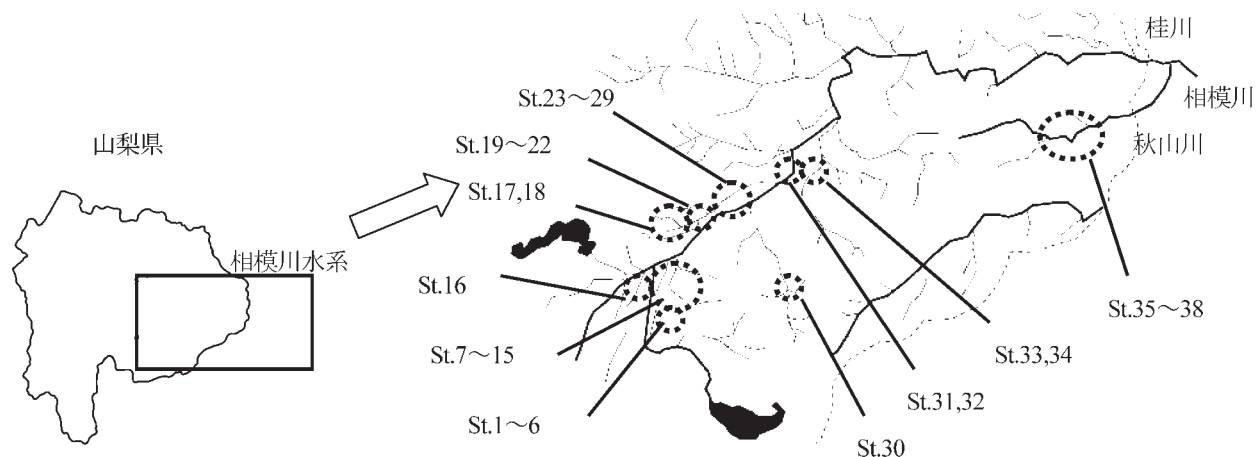 山梨県
相模川水系
St.23～29
St.19～22
St.17,18
St.16
St.7～15
St.1～6
桂川
相模川
秋山川
St.35～38
St.33,34
St.31,32
St.30